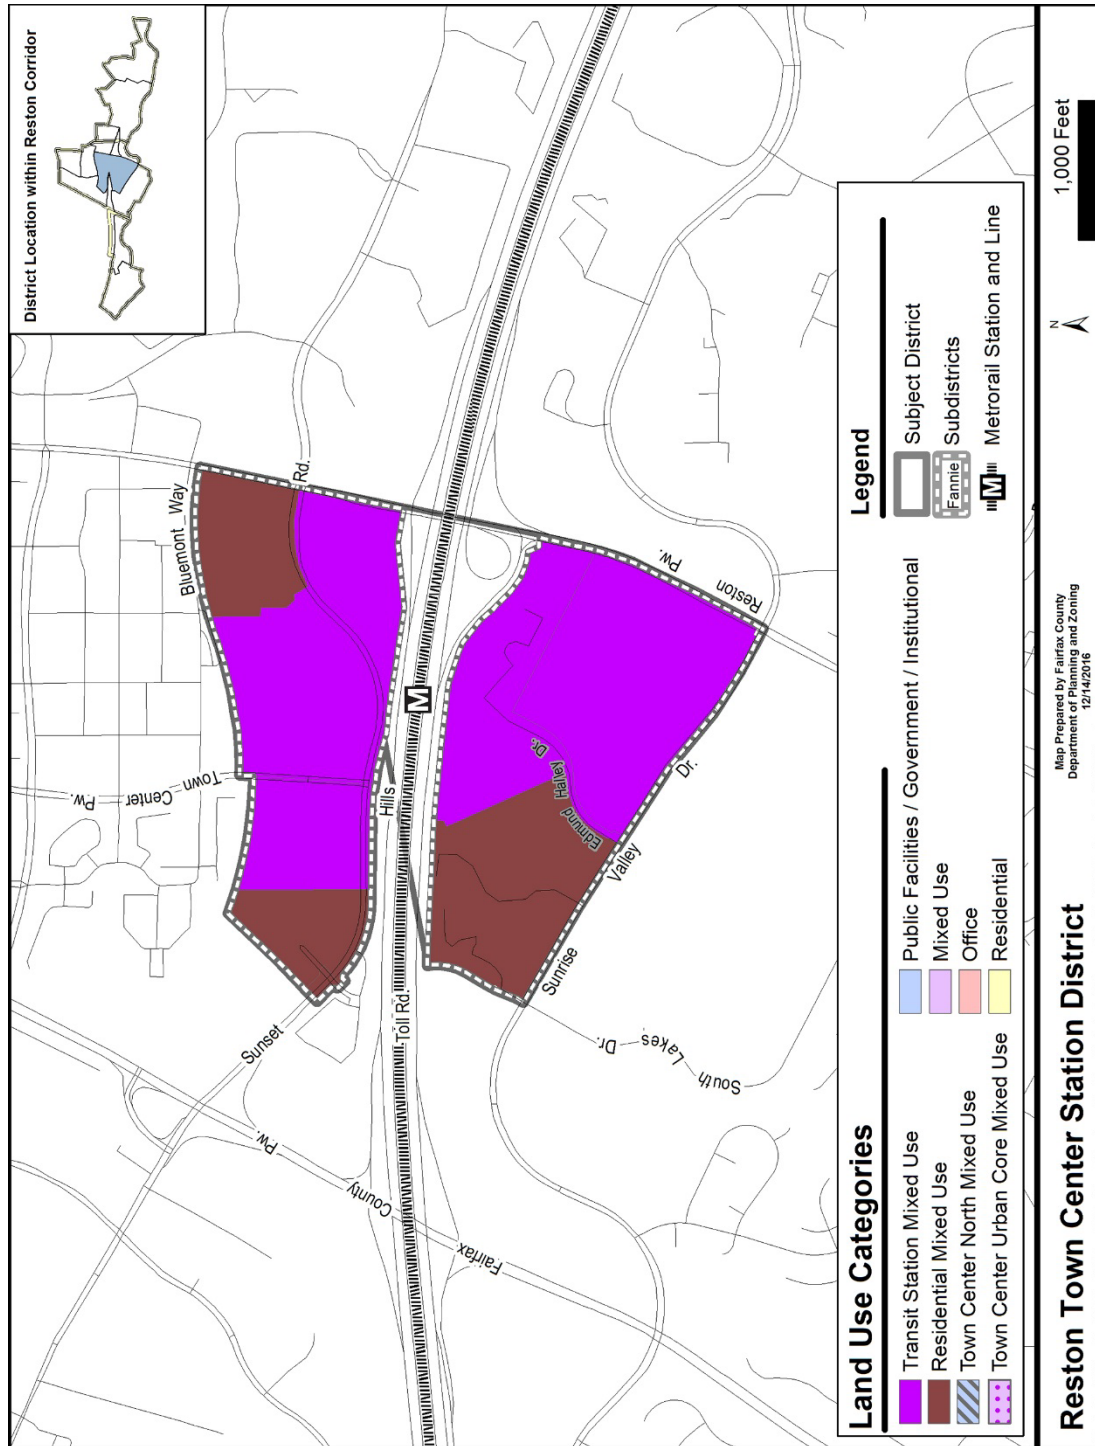 District Location within Reston Corridor
Bluemont Way
Rd.
Town Center Pw.
Sunset
Hills
Toll Rd.
M
Fairfax County Pw.
Edmund Halley Dr.
Sunrise Valley Dr.
South Lakes Dr.
Reston Pw.
Land Use Categories
Transit Station Mixed Use
Residential Mixed Use
Town Center North Mixed Use
Town Center Urban Core Mixed Use
Public Facilities / Government / Institutional
Mixed Use
Office
Residential
Legend
Subject District
Fannie
Subdistricts
M
Metrorail Station and Line
Reston Town Center Station District
Map Prepared by Fairfax County
Department of Planning and Zoning
12/14/2016
N
1,000 Feet